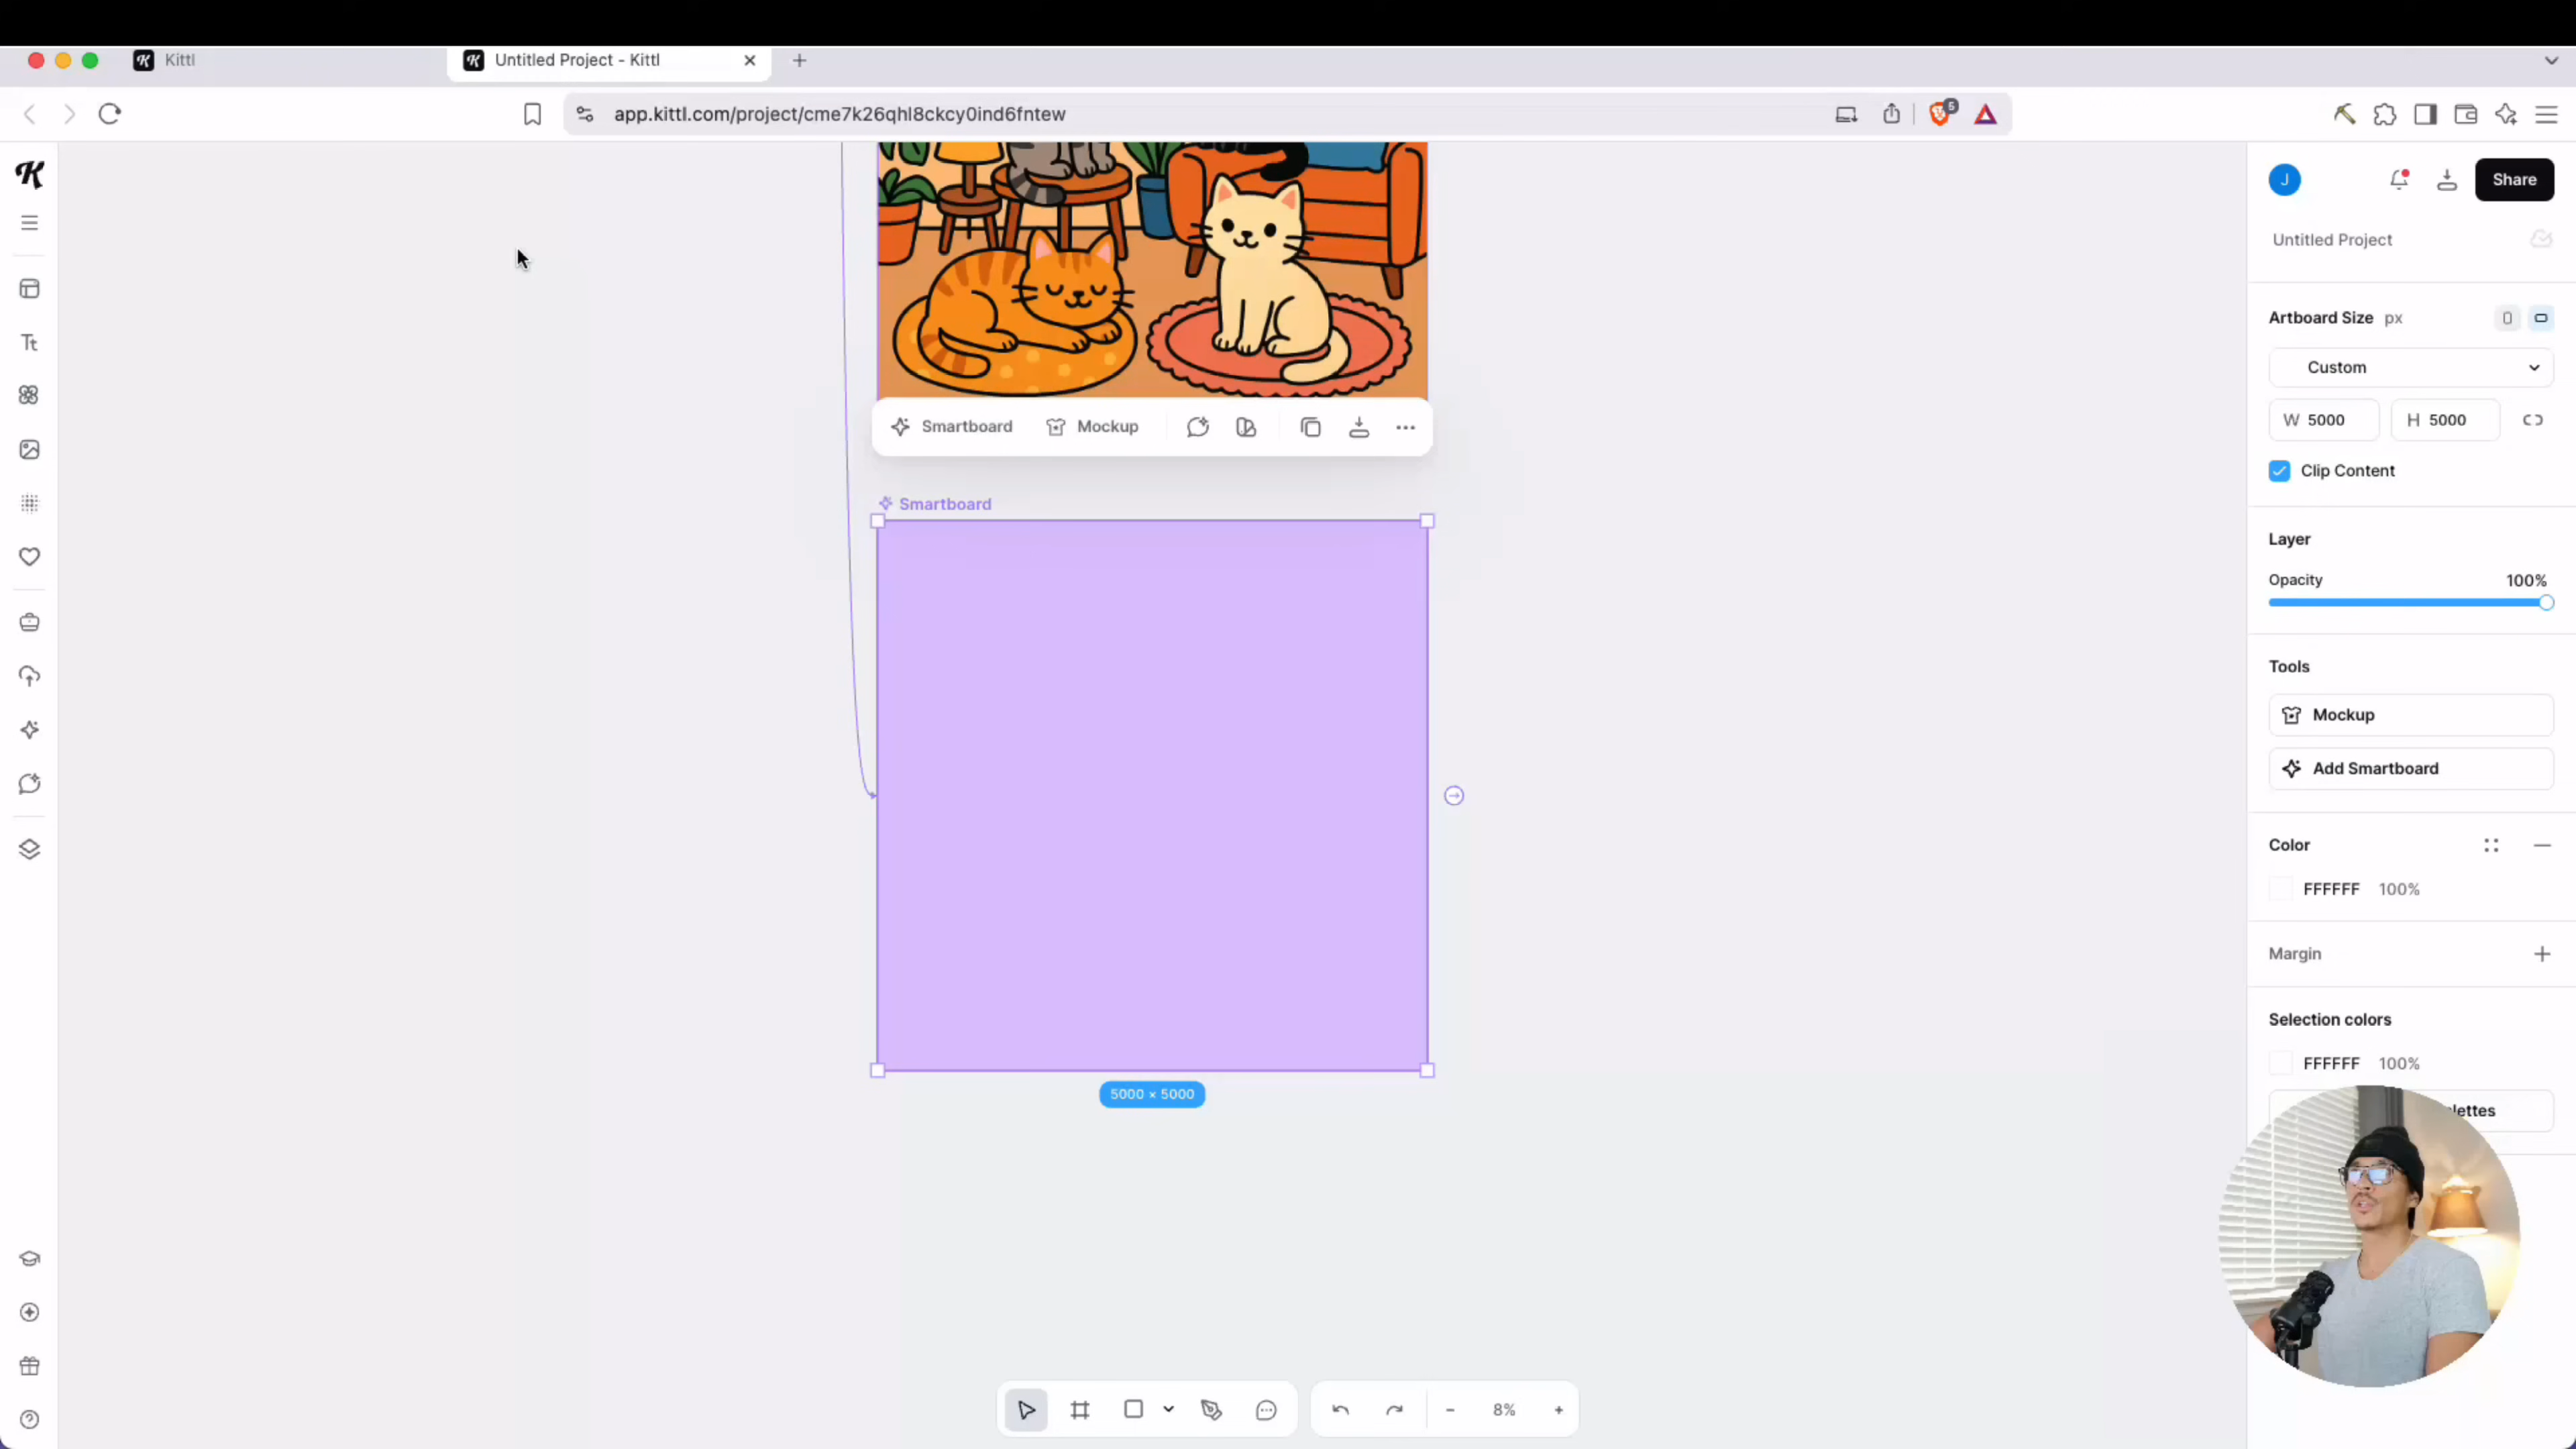 Kittl
Untitled Project - Kittl
app.kittl.com/project/cme7k26qhl8ckcy0ind6fntew
5
J
Share
Untitled Project
Artboard Size px
Custom
W 5000 H 5000
Clip Content
Smartboard Mockup
Smartboard
Layer
Opacity 100%
Tools
Tt
Mockup
Add Smartboard
Color
FFFFFF 100%
Margin
Selection colors
FFFFFF 100%
5000 × 5000
8%